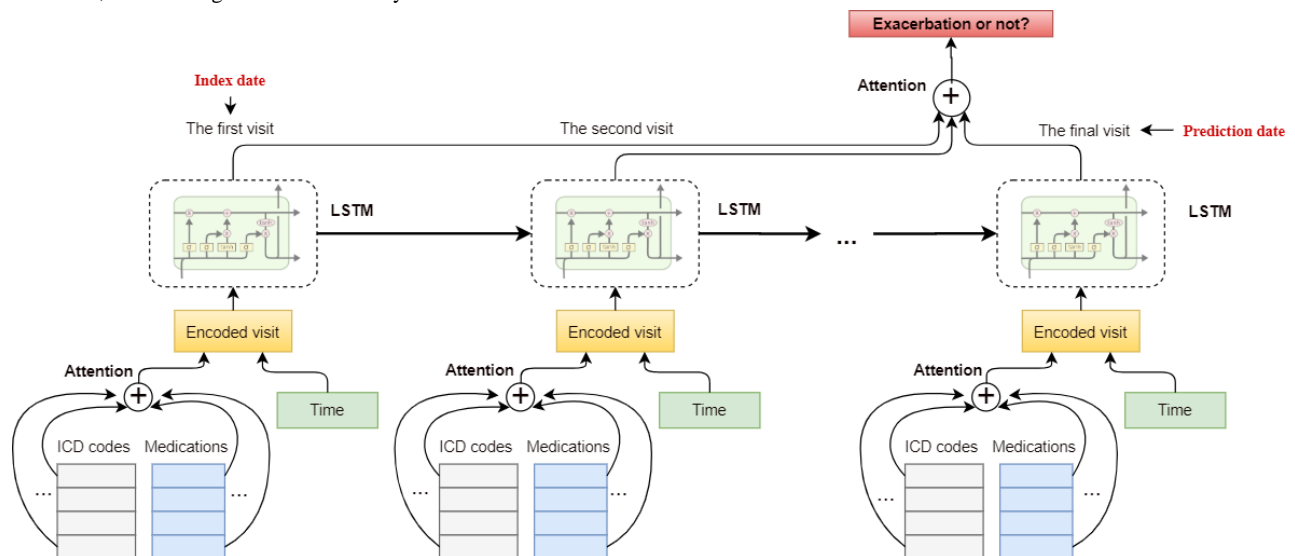 Exacerbation or not?
Index date
Attention
The first visit
The second visit
The final visit
Prediction date
LSTM
LSTM
...
LSTM
Encoded visit
Encoded visit
Encoded visit
Attention
Attention
Attention
Time
Time
Time
ICD codes Medications
ICD codes Medications
ICD codes Medications
... ...
... ...
... ...